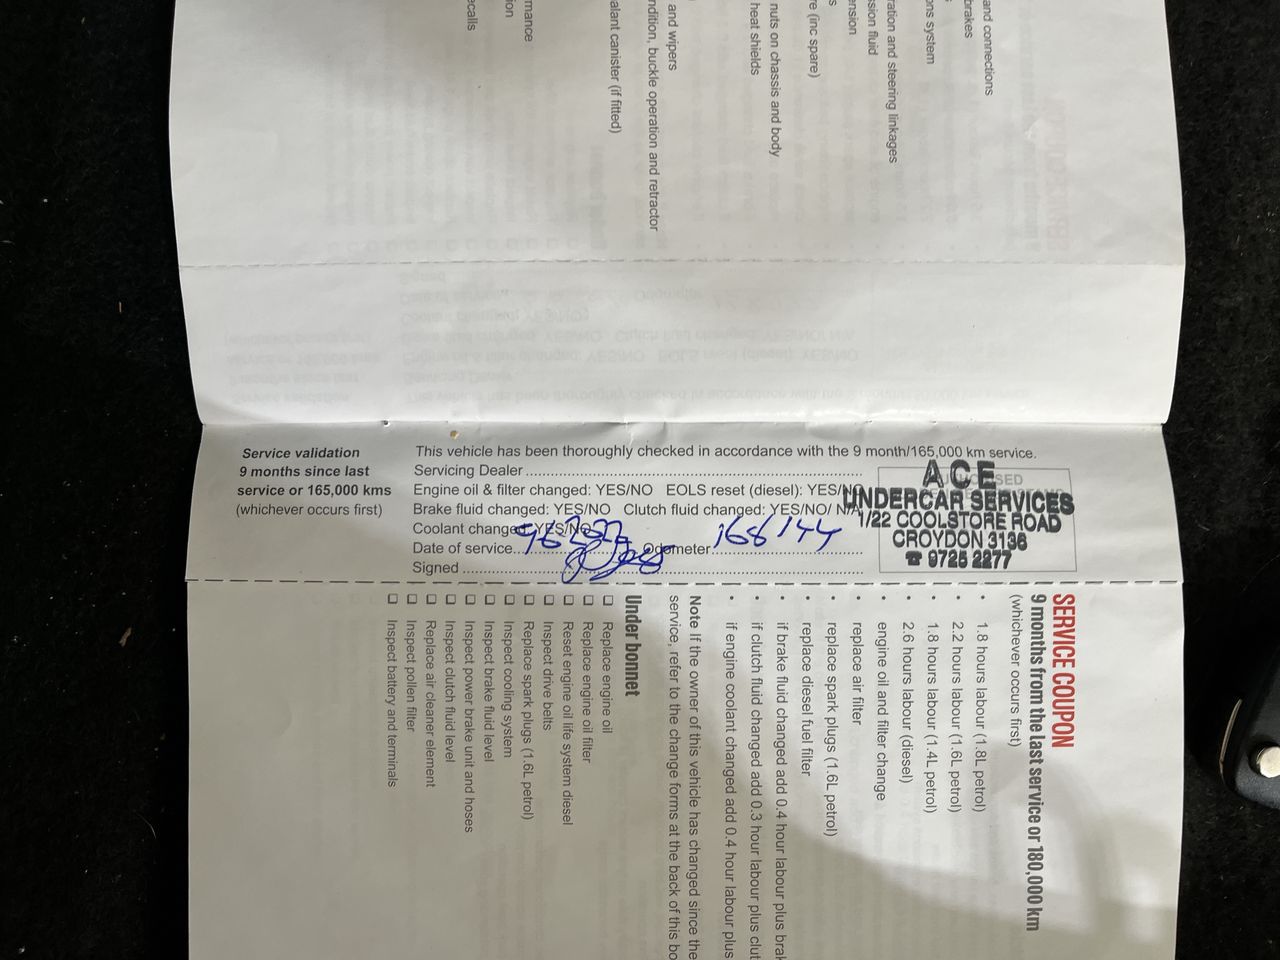 and connections
brakes
ons system
ration and steering linkages
ssion fluid
ension
s
re (inc spare)
nuts on chassis and body
heat shields
and wipers
ndition, buckle operation and retractor
alant canister (if fitted)
mance
ion
ecalls
Service validation
9 months since last
service or 165,000 kms
(whichever occurs first)
This vehicle has been thoroughly checked in accordance with the 9 month/165,000 km service.
Servicing Dealer
Engine oil & filter changed: YES/NO EOLS reset (diesel): YES/NO
Brake fluid changed: YES/NO Clutch fluid changed: YES/NO/ N/A
Coolant changed: YES/NO
Date of service Odometer 168144
Signed
ACE
UNDERCAR SERVICES
1/22 COOLSTORE ROAD
CROYDON 3136
☎ 9725 2277
SERVICE COUPON
9 months from the last service or 180,000 km
(whichever occurs first)
• 1.8 hours labour (1.8L petrol)
• 2.2 hours labour (1.6L petrol)
• 1.8 hours labour (1.4L petrol)
• 2.6 hours labour (diesel)
• engine oil and filter change
• replace air filter
• replace spark plugs (1.6L petrol)
• replace diesel fuel filter
• if brake fluid changed add 0.4 hour labour plus brak
• if clutch fluid changed add 0.3 hour labour plus clut
• if engine coolant changed add 0.4 hour labour plus
Note If the owner of this vehicle has changed since the
service, refer to the change forms at the back of this bo
Under bonnet
❏ Replace engine oil
❏ Replace engine oil filter
❏ Reset engine oil life system diesel
❏ Inspect drive belts
❏ Replace spark plugs (1.6L petrol)
❏ Inspect cooling system
❏ Inspect brake fluid level
❏ Inspect power brake unit and hoses
❏ Inspect clutch fluid level
❏ Replace air cleaner element
❏ Inspect pollen filter
❏ Inspect battery and terminals